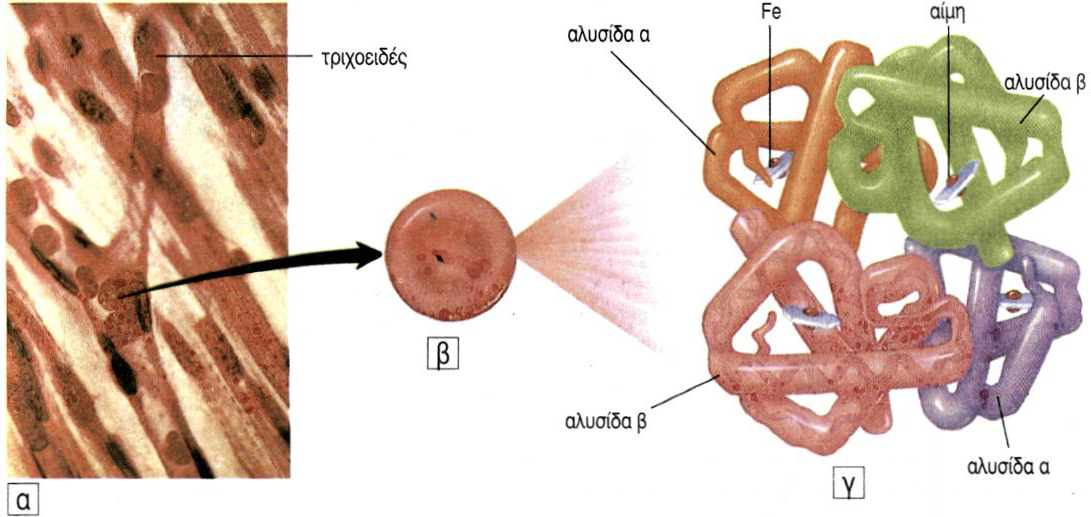 τριχοειδές
α
β
αλυσίδα α
Fe
αίμη
αλυσίδα β
αλυσίδα β
αλυσίδα α
γ